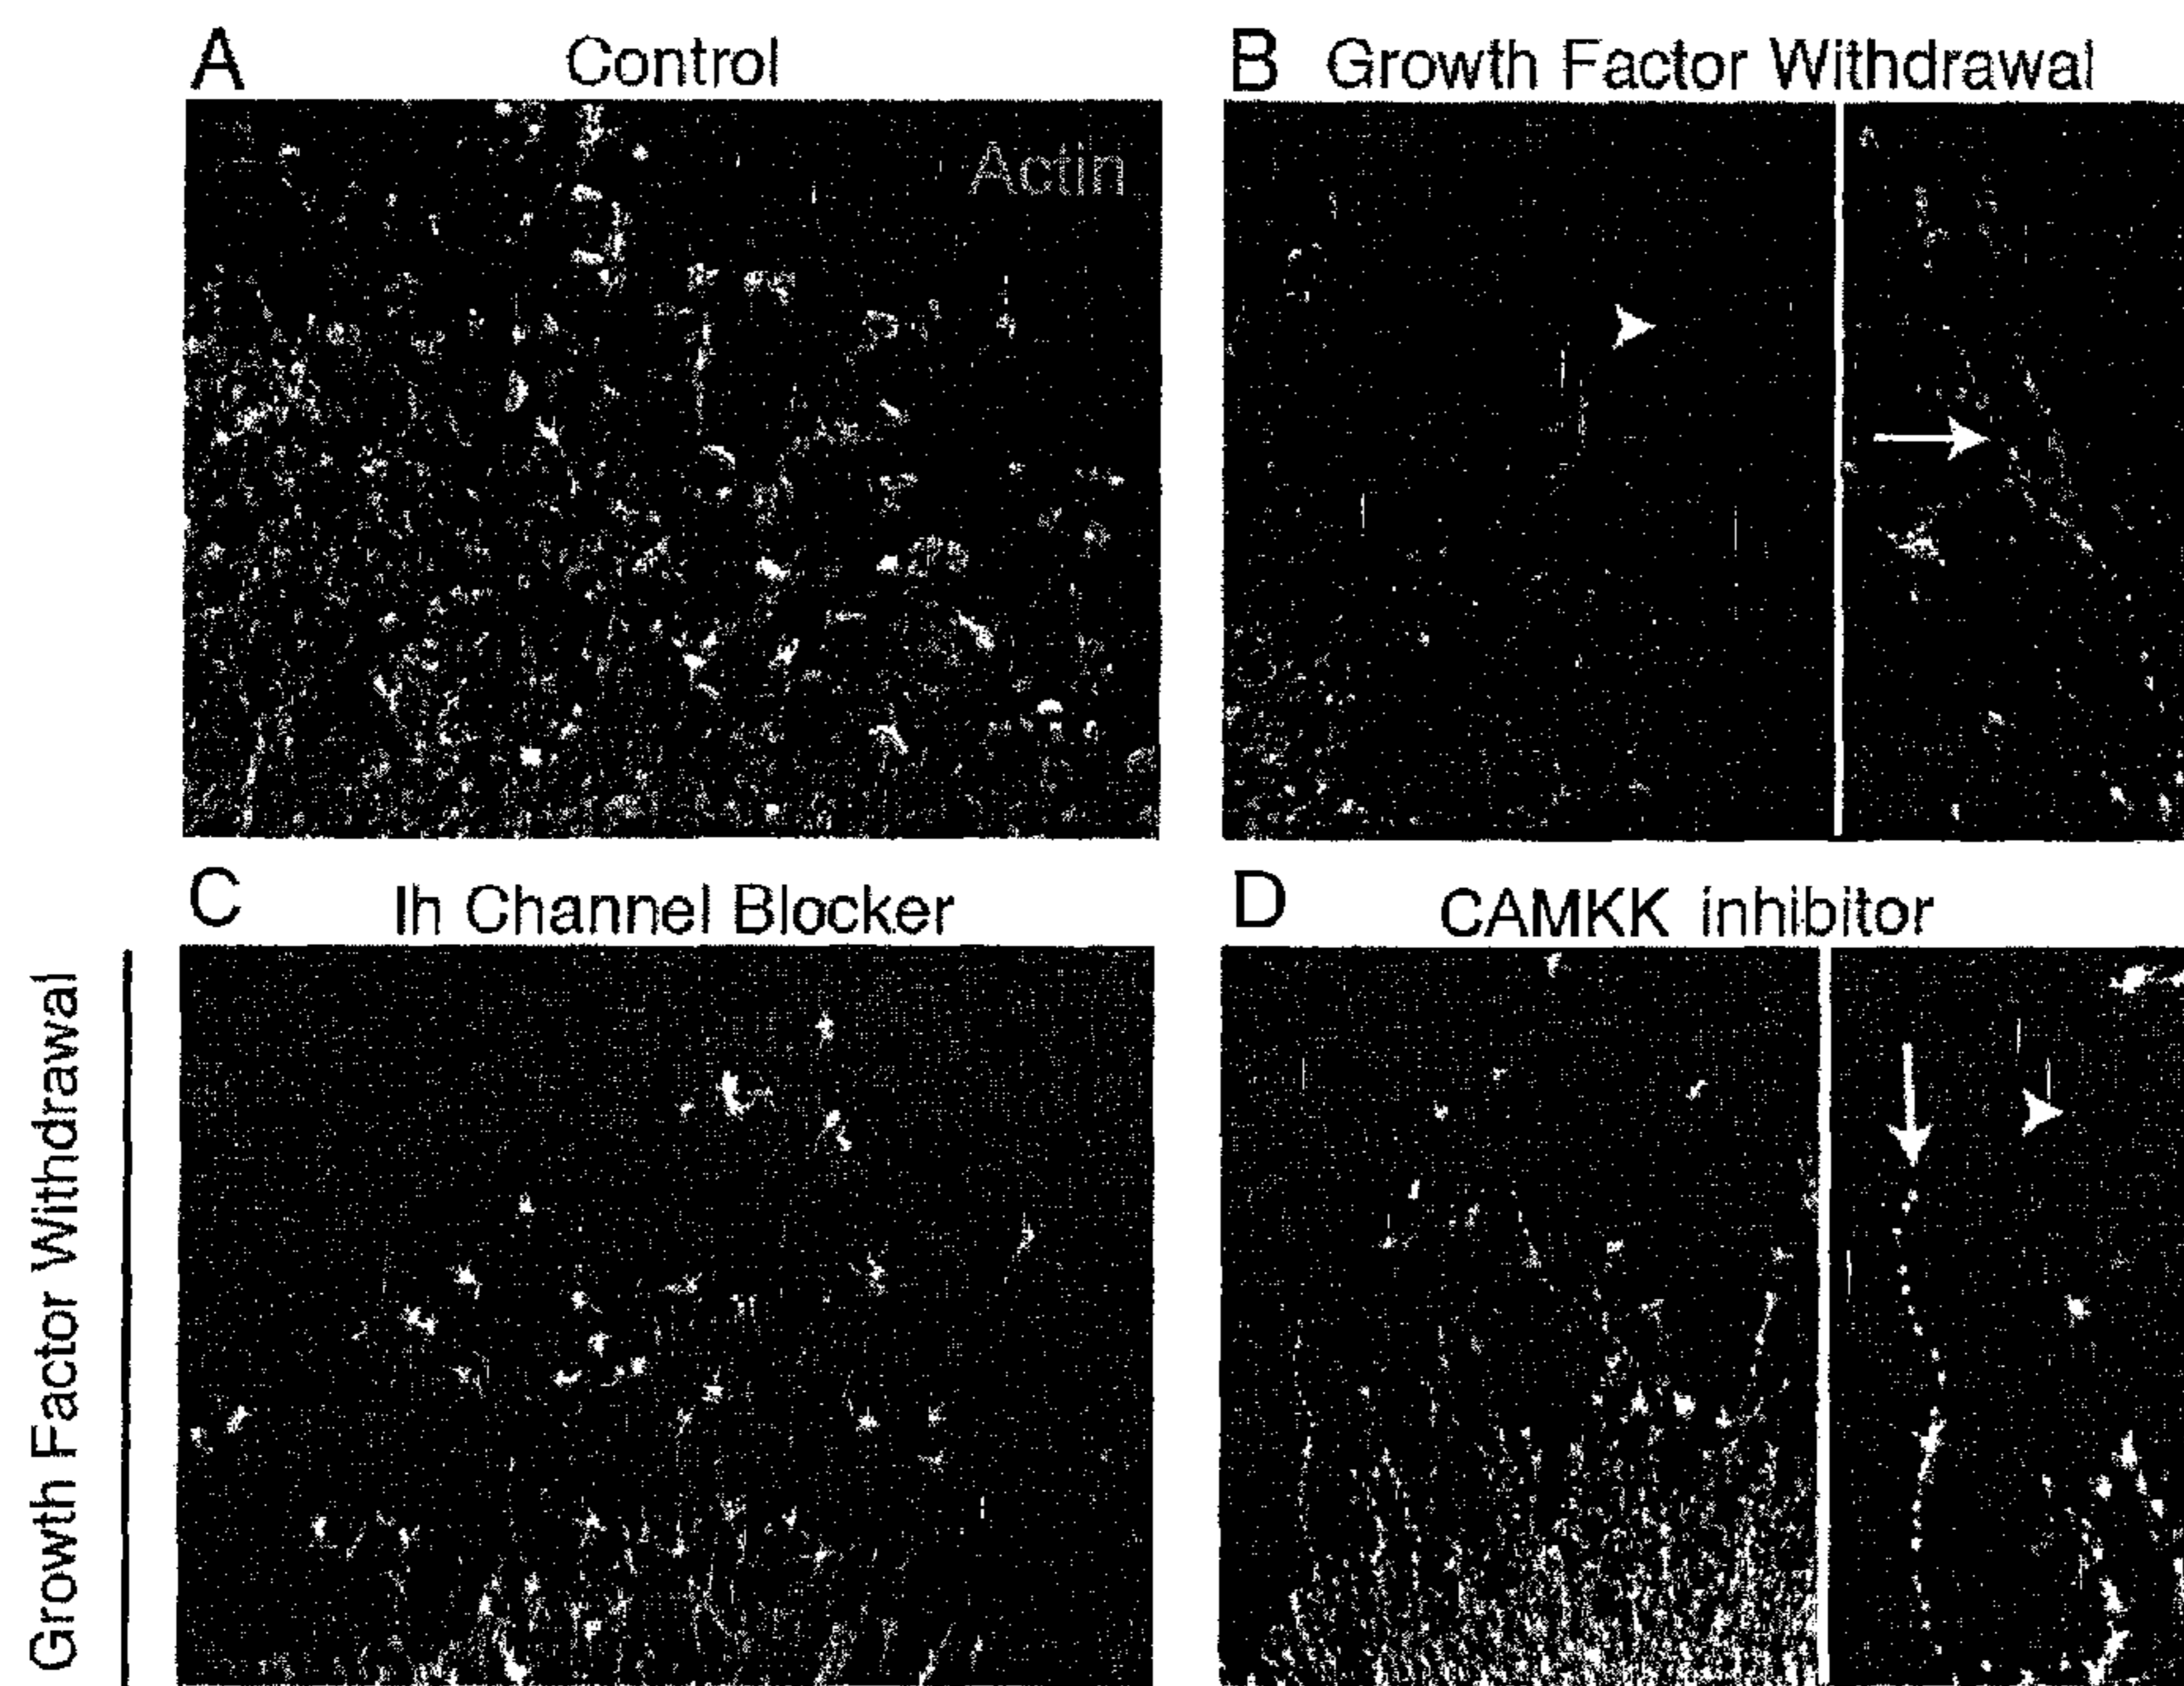 A Control
B Growth Factor Withdrawal
Actin
C Ih Channel Blocker
D CAMKK inhibitor
Growth Factor Withdrawal